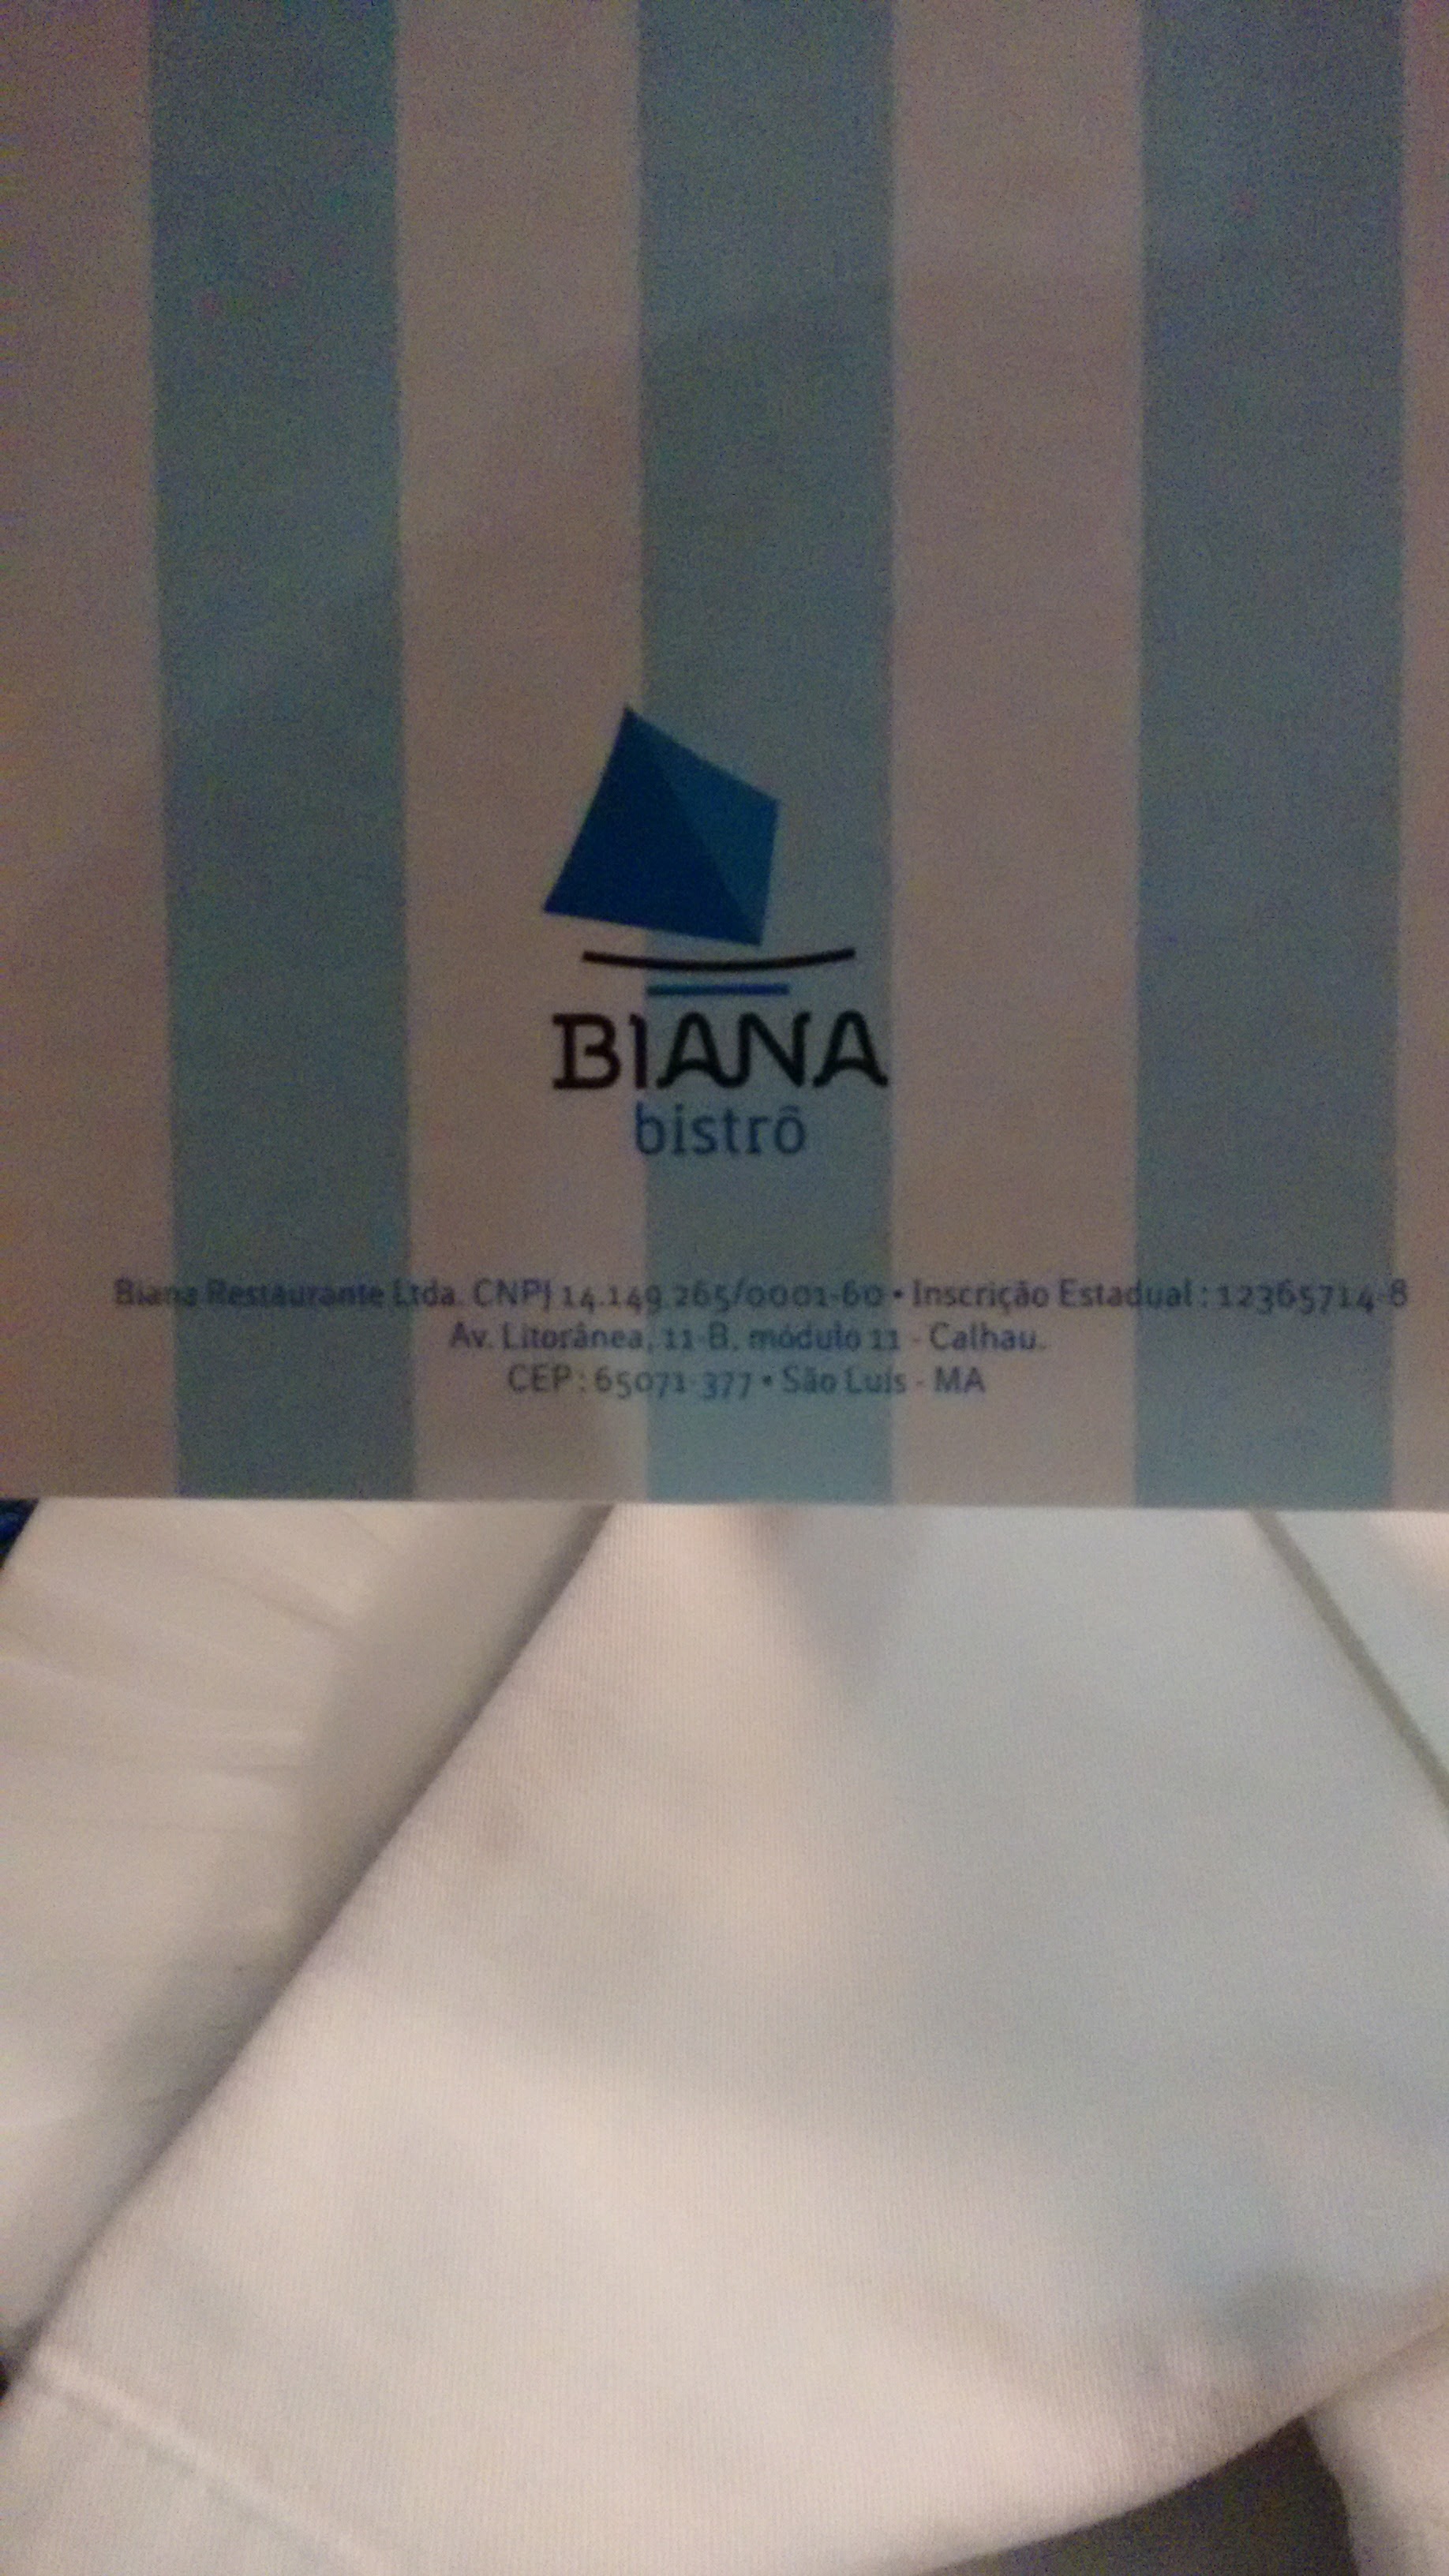 BIANA
bistrô
Biana Restaurante Ltda. CNPJ 14.149.265/0001-60 • Inscrição Estadual: 12365714-8
Av. Litorânea, 11-B, módulo 11 - Calhau.
CEP: 65071-377 • São Luís - MA